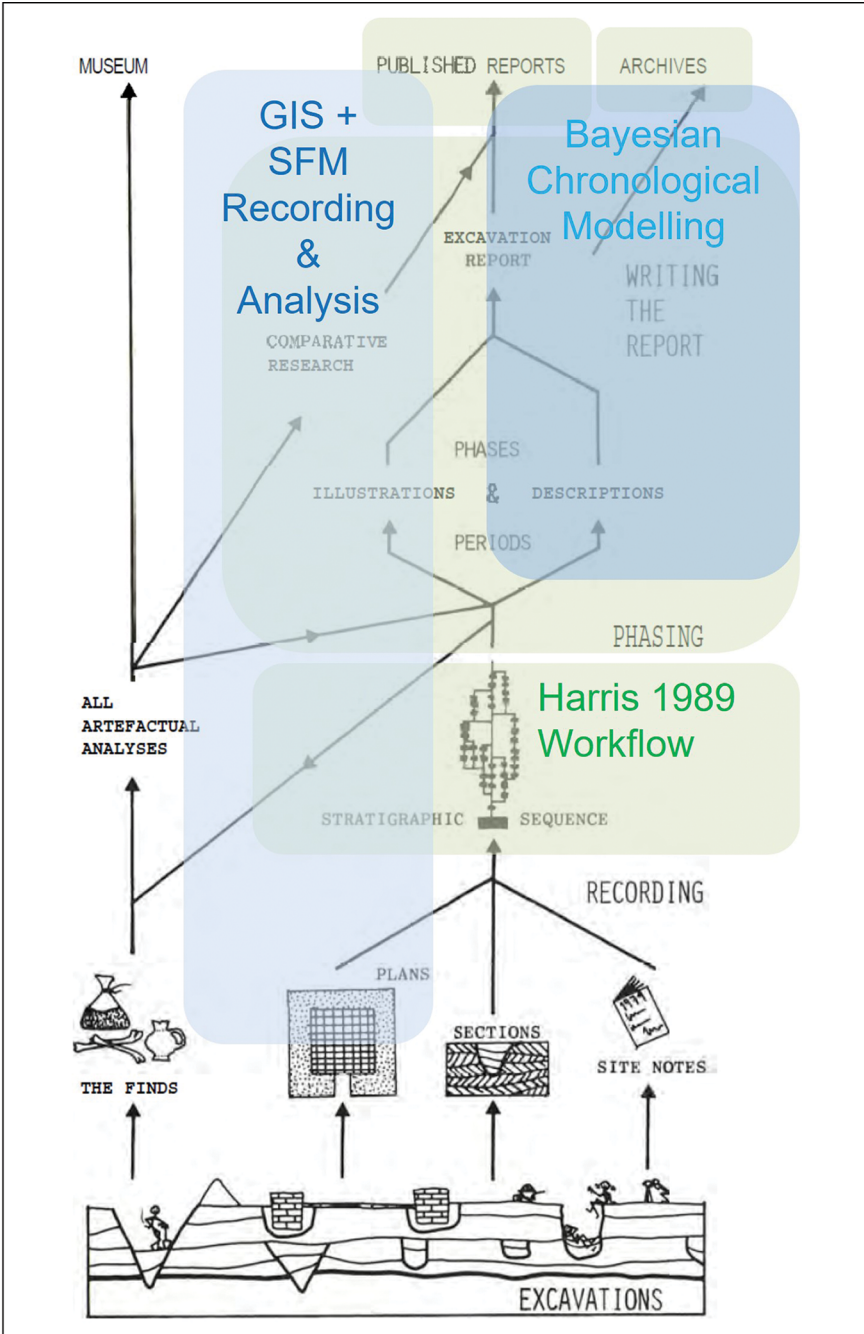 MUSEUM
PUBLISHED REPORTS
ARCHIVES
GIS +
SFM
Recording
&
Analysis
Bayesian
Chronological
Modelling
EXCAVATION
REPORT
WRITING
THE
REPORT
COMPARATIVE
RESEARCH
PHASES
ILLUSTRATIONS & DESCRIPTIONS
PERIODS
PHASING
ALL
ARTEFACTUAL
ANALYSES
Harris 1989
Workflow
STRATIGRAPHIC SEQUENCE
RECORDING
PLANS
SECTIONS
1979
SITE NOTES
THE FINDS
EXCAVATIONS